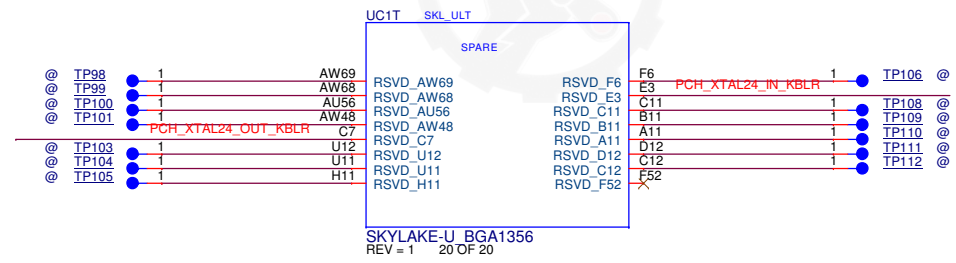 UC1T SKL_ULT
SPARE
@ TP98 1 AW69 RSVD_AW69 RSVD_F6 F6 1 TP106 @
@ TP99 1 AW68 RSVD_AW68 RSVD_E3 E3 PCH_XTAL24_IN_KBLR
@ TP100 1 AU56 RSVD_AU56 RSVD_C11 C11 1 TP108 @
@ TP101 1 AW48 RSVD_AW48 RSVD_B11 B11 1 TP109 @
PCH_XTAL24_OUT_KBLR C7 RSVD_C7 RSVD_A11 A11 1 TP110 @
@ TP103 1 U12 RSVD_U12 RSVD_D12 D12 1 TP111 @
@ TP104 1 U11 RSVD_U11 RSVD_C12 C12 1 TP112 @
@ TP105 1 H11 RSVD_H11 RSVD_F52 F52
SKYLAKE-U_BGA1356
REV = 1 20 OF 20